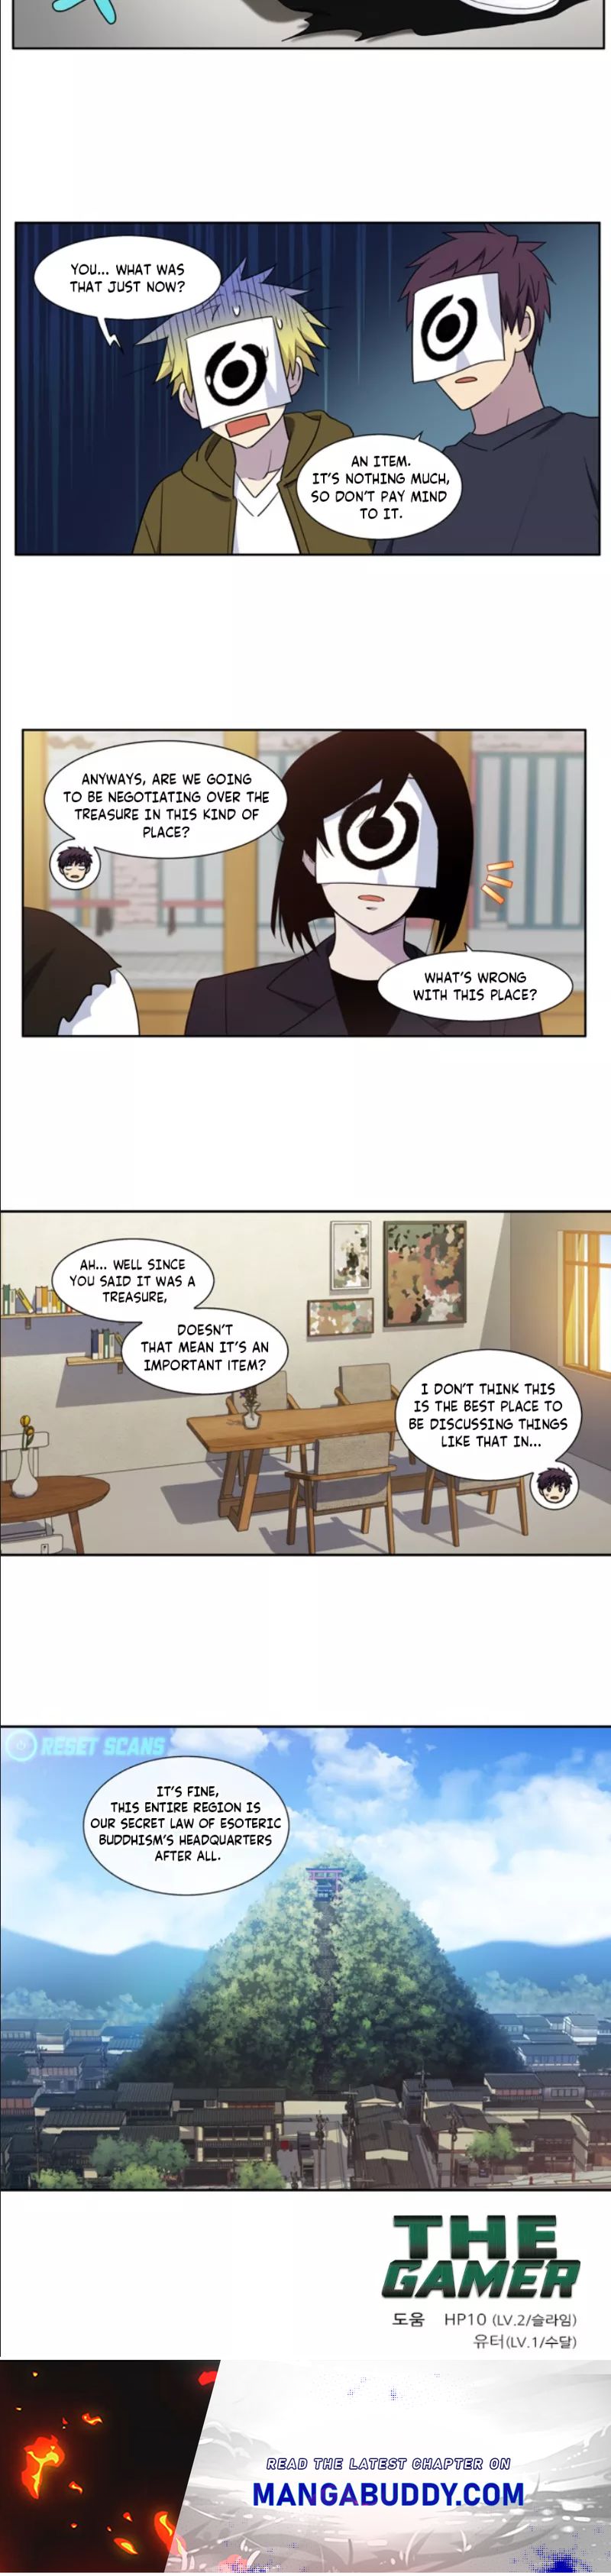 YOU... WHAT WAS
THAT JUST NOW?
AN ITEM.
IT'S NOTHING MUCH,
SO DON'T PAY MIND
TO IT.
ANYWAYS, ARE WE GOING
TO BE NEGOTIATING OVER THE
TREASURE IN THIS KIND OF
PLACE?
WHAT'S WRONG
WITH THIS PLACE?
AH... WELL SINCE
YOU SAID IT WAS A
TREASURE,
DOESN'T
THAT MEAN IT'S AN
IMPORTANT ITEM?
I DON'T THINK THIS
IS THE BEST PLACE TO
BE DISCUSSING THINGS
LIKE THAT IN...
RESET SCANS
IT'S FINE,
THIS ENTIRE REGION IS
OUR SECRET LAW OF ESOTERIC
BUDDHISM'S HEADQUARTERS
AFTER ALL.
THE
GAMER
도움 HP10 (LV.2/슬라임)
유터(LV.1/수달)
READ THE LATEST CHAPTER ON
MANGABUDDY.COM